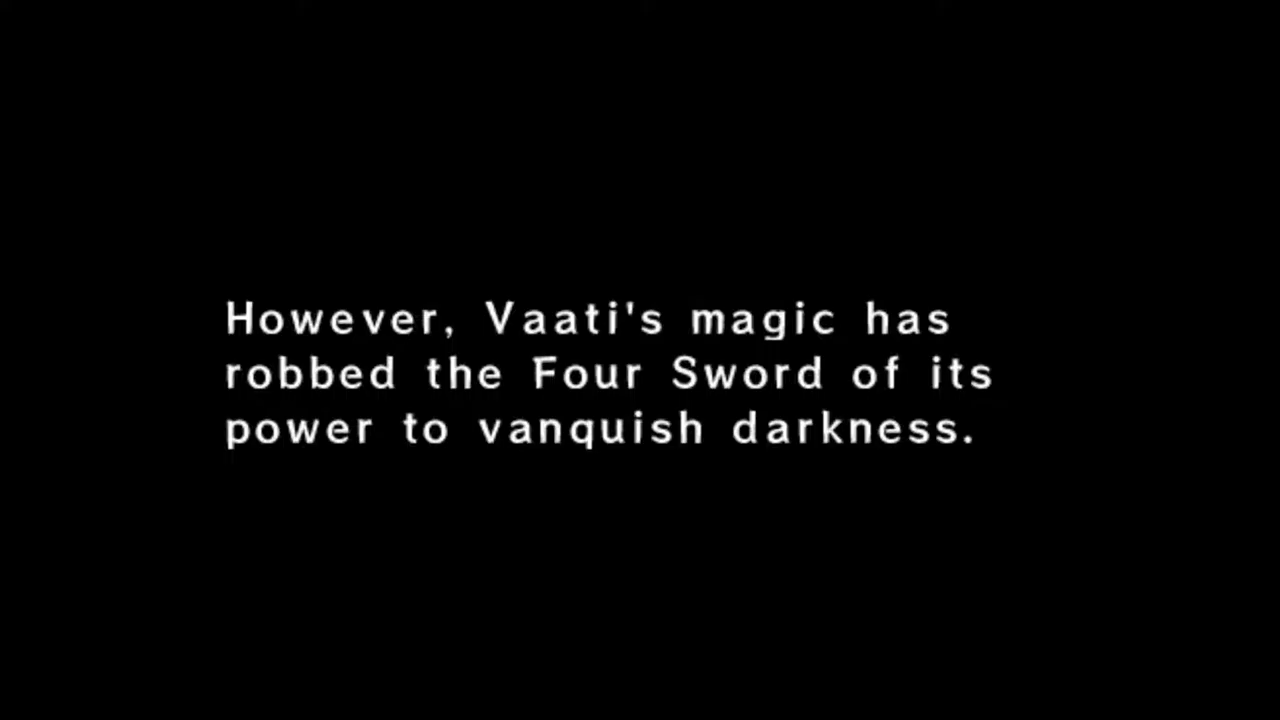 However, Vaati's magic has
robbed the Four Sword of its
power to vanquish darkness.